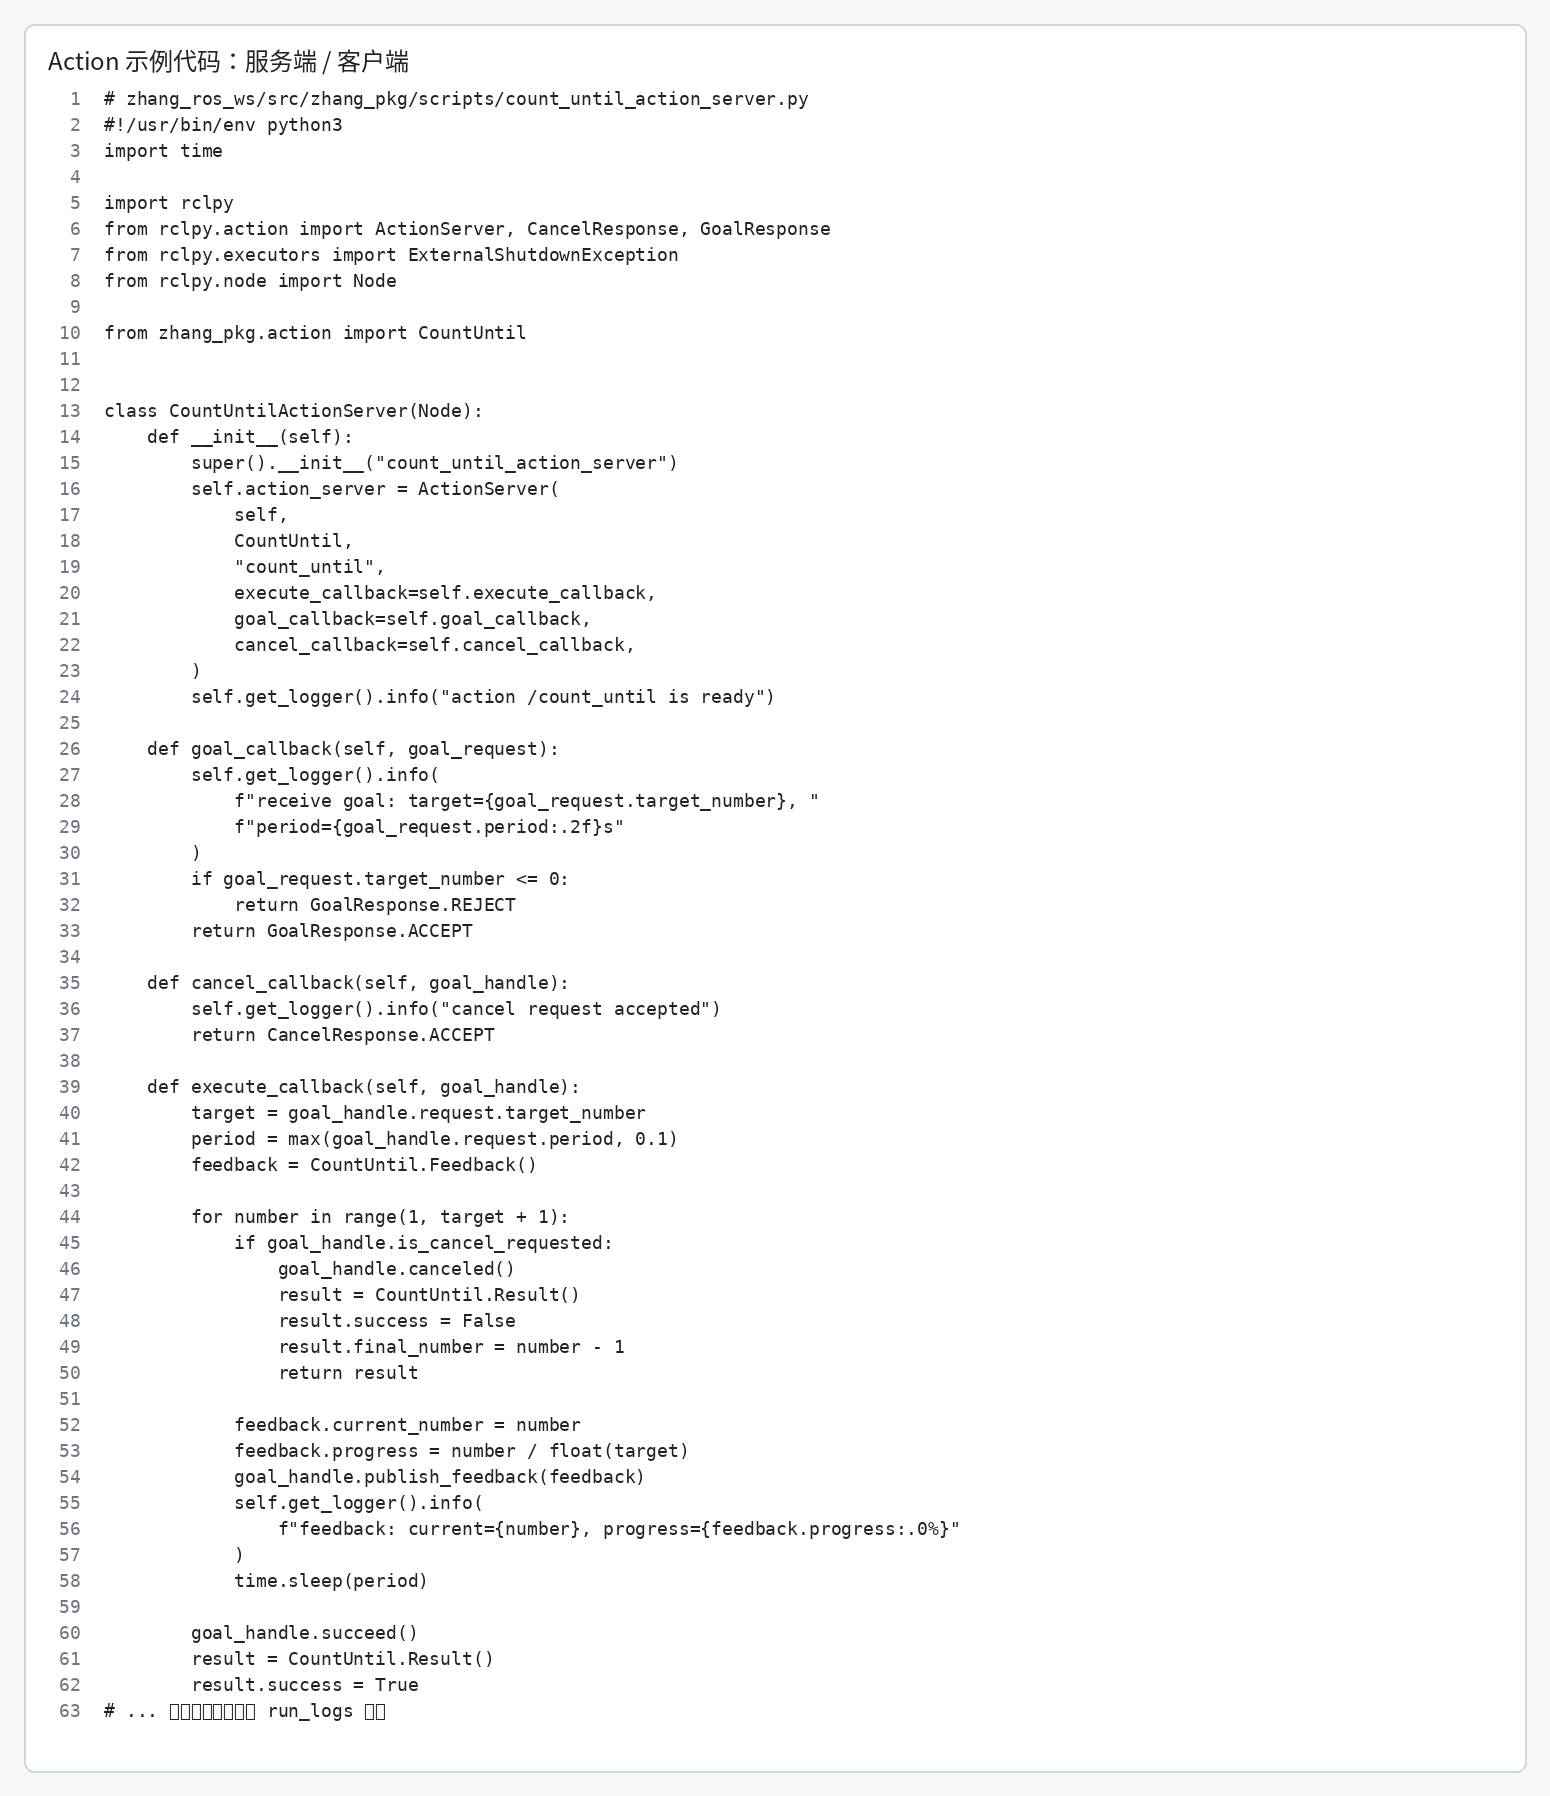 Action 示例代码：服务端 / 客户端
1 # zhang_ros_ws/src/zhang_pkg/scripts/count_until_action_server.py
2 #!/usr/bin/env python3
3 import time
4
5 import rclpy
6 from rclpy.action import ActionServer, CancelResponse, GoalResponse
7 from rclpy.executors import ExternalShutdownException
8 from rclpy.node import Node
9
10 from zhang_pkg.action import CountUntil
11
12
13 class CountUntilActionServer(Node):
14     def __init__(self):
15         super().__init__("count_until_action_server")
16         self.action_server = ActionServer(
17             self,
18             CountUntil,
19             "count_until",
20             execute_callback=self.execute_callback,
21             goal_callback=self.goal_callback,
22             cancel_callback=self.cancel_callback,
23         )
24         self.get_logger().info("action /count_until is ready")
25
26     def goal_callback(self, goal_request):
27         self.get_logger().info(
28             f"receive goal: target={goal_request.target_number}, "
29             f"period={goal_request.period:.2f}s"
30         )
31         if goal_request.target_number <= 0:
32             return GoalResponse.REJECT
33         return GoalResponse.ACCEPT
34
35     def cancel_callback(self, goal_handle):
36         self.get_logger().info("cancel request accepted")
37         return CancelResponse.ACCEPT
38
39     def execute_callback(self, goal_handle):
40         target = goal_handle.request.target_number
41         period = max(goal_handle.request.period, 0.1)
42         feedback = CountUntil.Feedback()
43
44         for number in range(1, target + 1):
45             if goal_handle.is_cancel_requested:
46                 goal_handle.canceled()
47                 result = CountUntil.Result()
48                 result.success = False
49                 result.final_number = number - 1
50                 return result
51
52             feedback.current_number = number
53             feedback.progress = number / float(target)
54             goal_handle.publish_feedback(feedback)
55             self.get_logger().info(
56                 f"feedback: current={number}, progress={feedback.progress:.0%}"
57             )
58             time.sleep(period)
59
60         goal_handle.succeed()
61         result = CountUntil.Result()
62         result.success = True
63 # ... run_logs